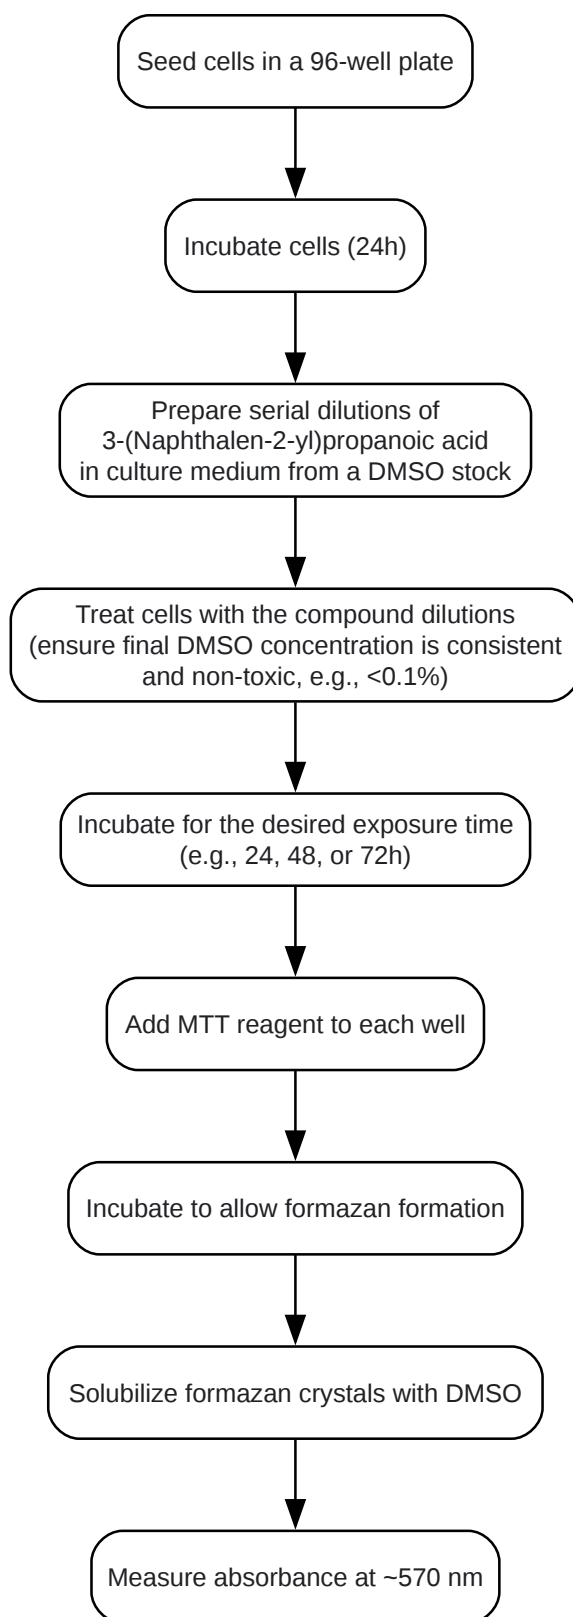 Seed cells in a 96-well plate
Incubate cells (24h)
Prepare serial dilutions of
3-(Naphthalen-2-yl)propanoic acid
in culture medium from a DMSO stock
Treat cells with the compound dilutions
(ensure final DMSO concentration is consistent
and non-toxic, e.g., <0.1%)
Incubate for the desired exposure time
(e.g., 24, 48, or 72h)
Add MTT reagent to each well
Incubate to allow formazan formation
Solubilize formazan crystals with DMSO
Measure absorbance at ~570 nm